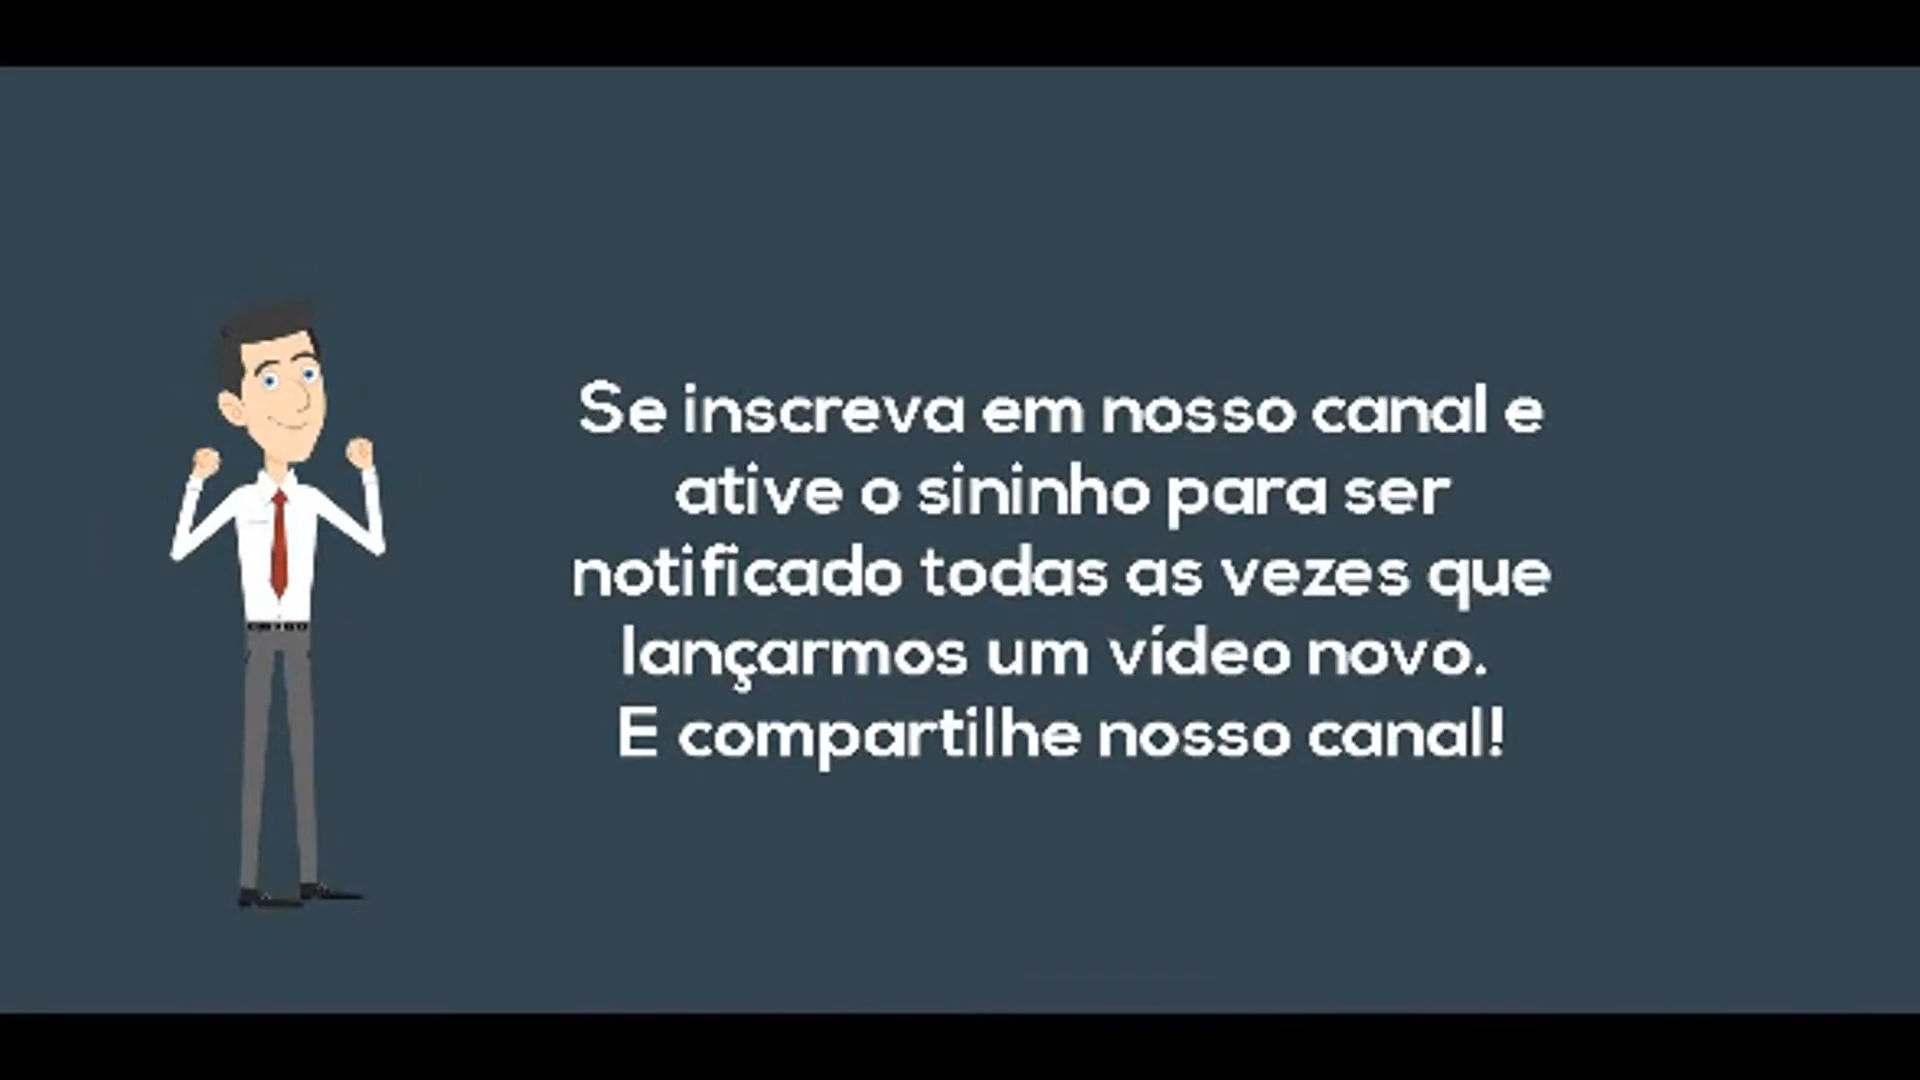 Se inscreva em nosso canal e
ative o sininho para ser
notificado todas as vezes que
lançarmos um vídeo novo.
E compartilhe nosso canal!